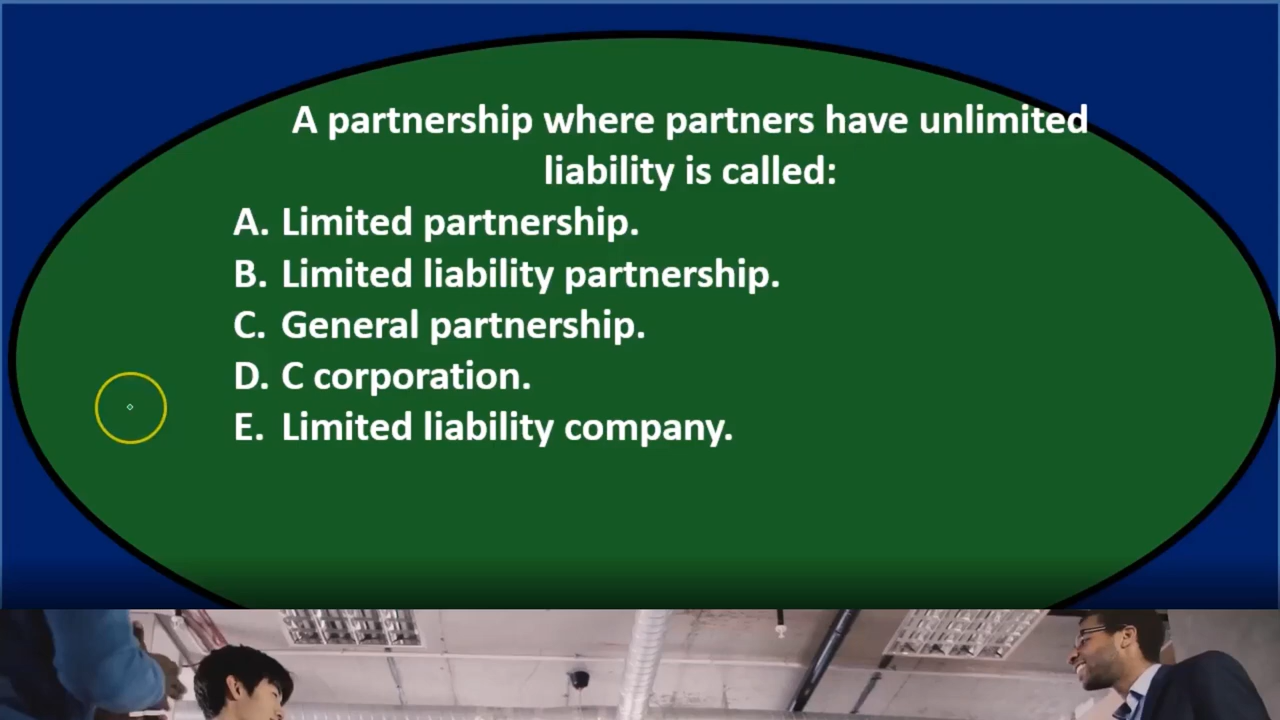 A partnership where partners have unlimited
liability is called:
A. Limited partnership.
B. Limited liability partnership.
C. General partnership.
D. C corporation.
E. Limited liability company.